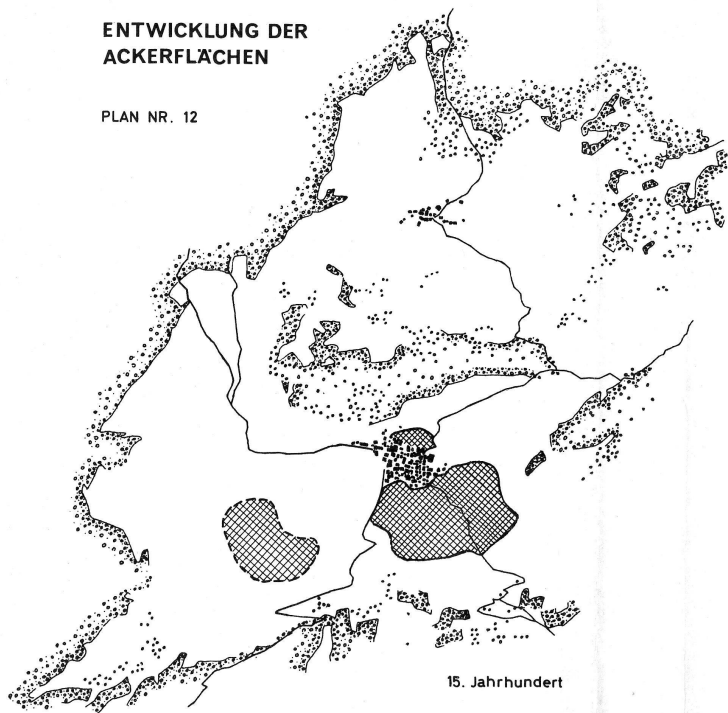 ENTWICKLUNG DER
ACKERFLÄCHEN
PLAN NR. 12
15. Jahrhundert